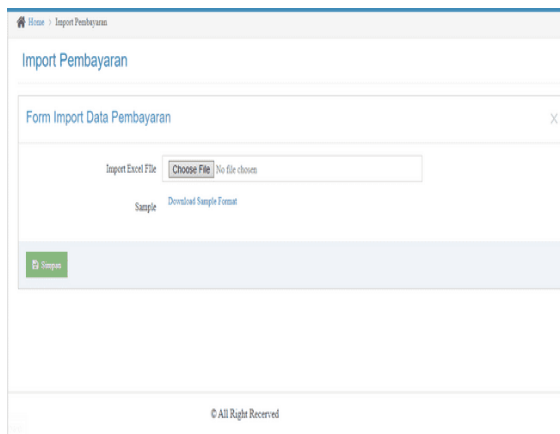 Home > Import Pembayaran
Import Pembayaran
Form Import Data Pembayaran X
Import Excel FIle Choose File No file chosen
Sample Download Sample Format
Simpan
© All Right Recerved